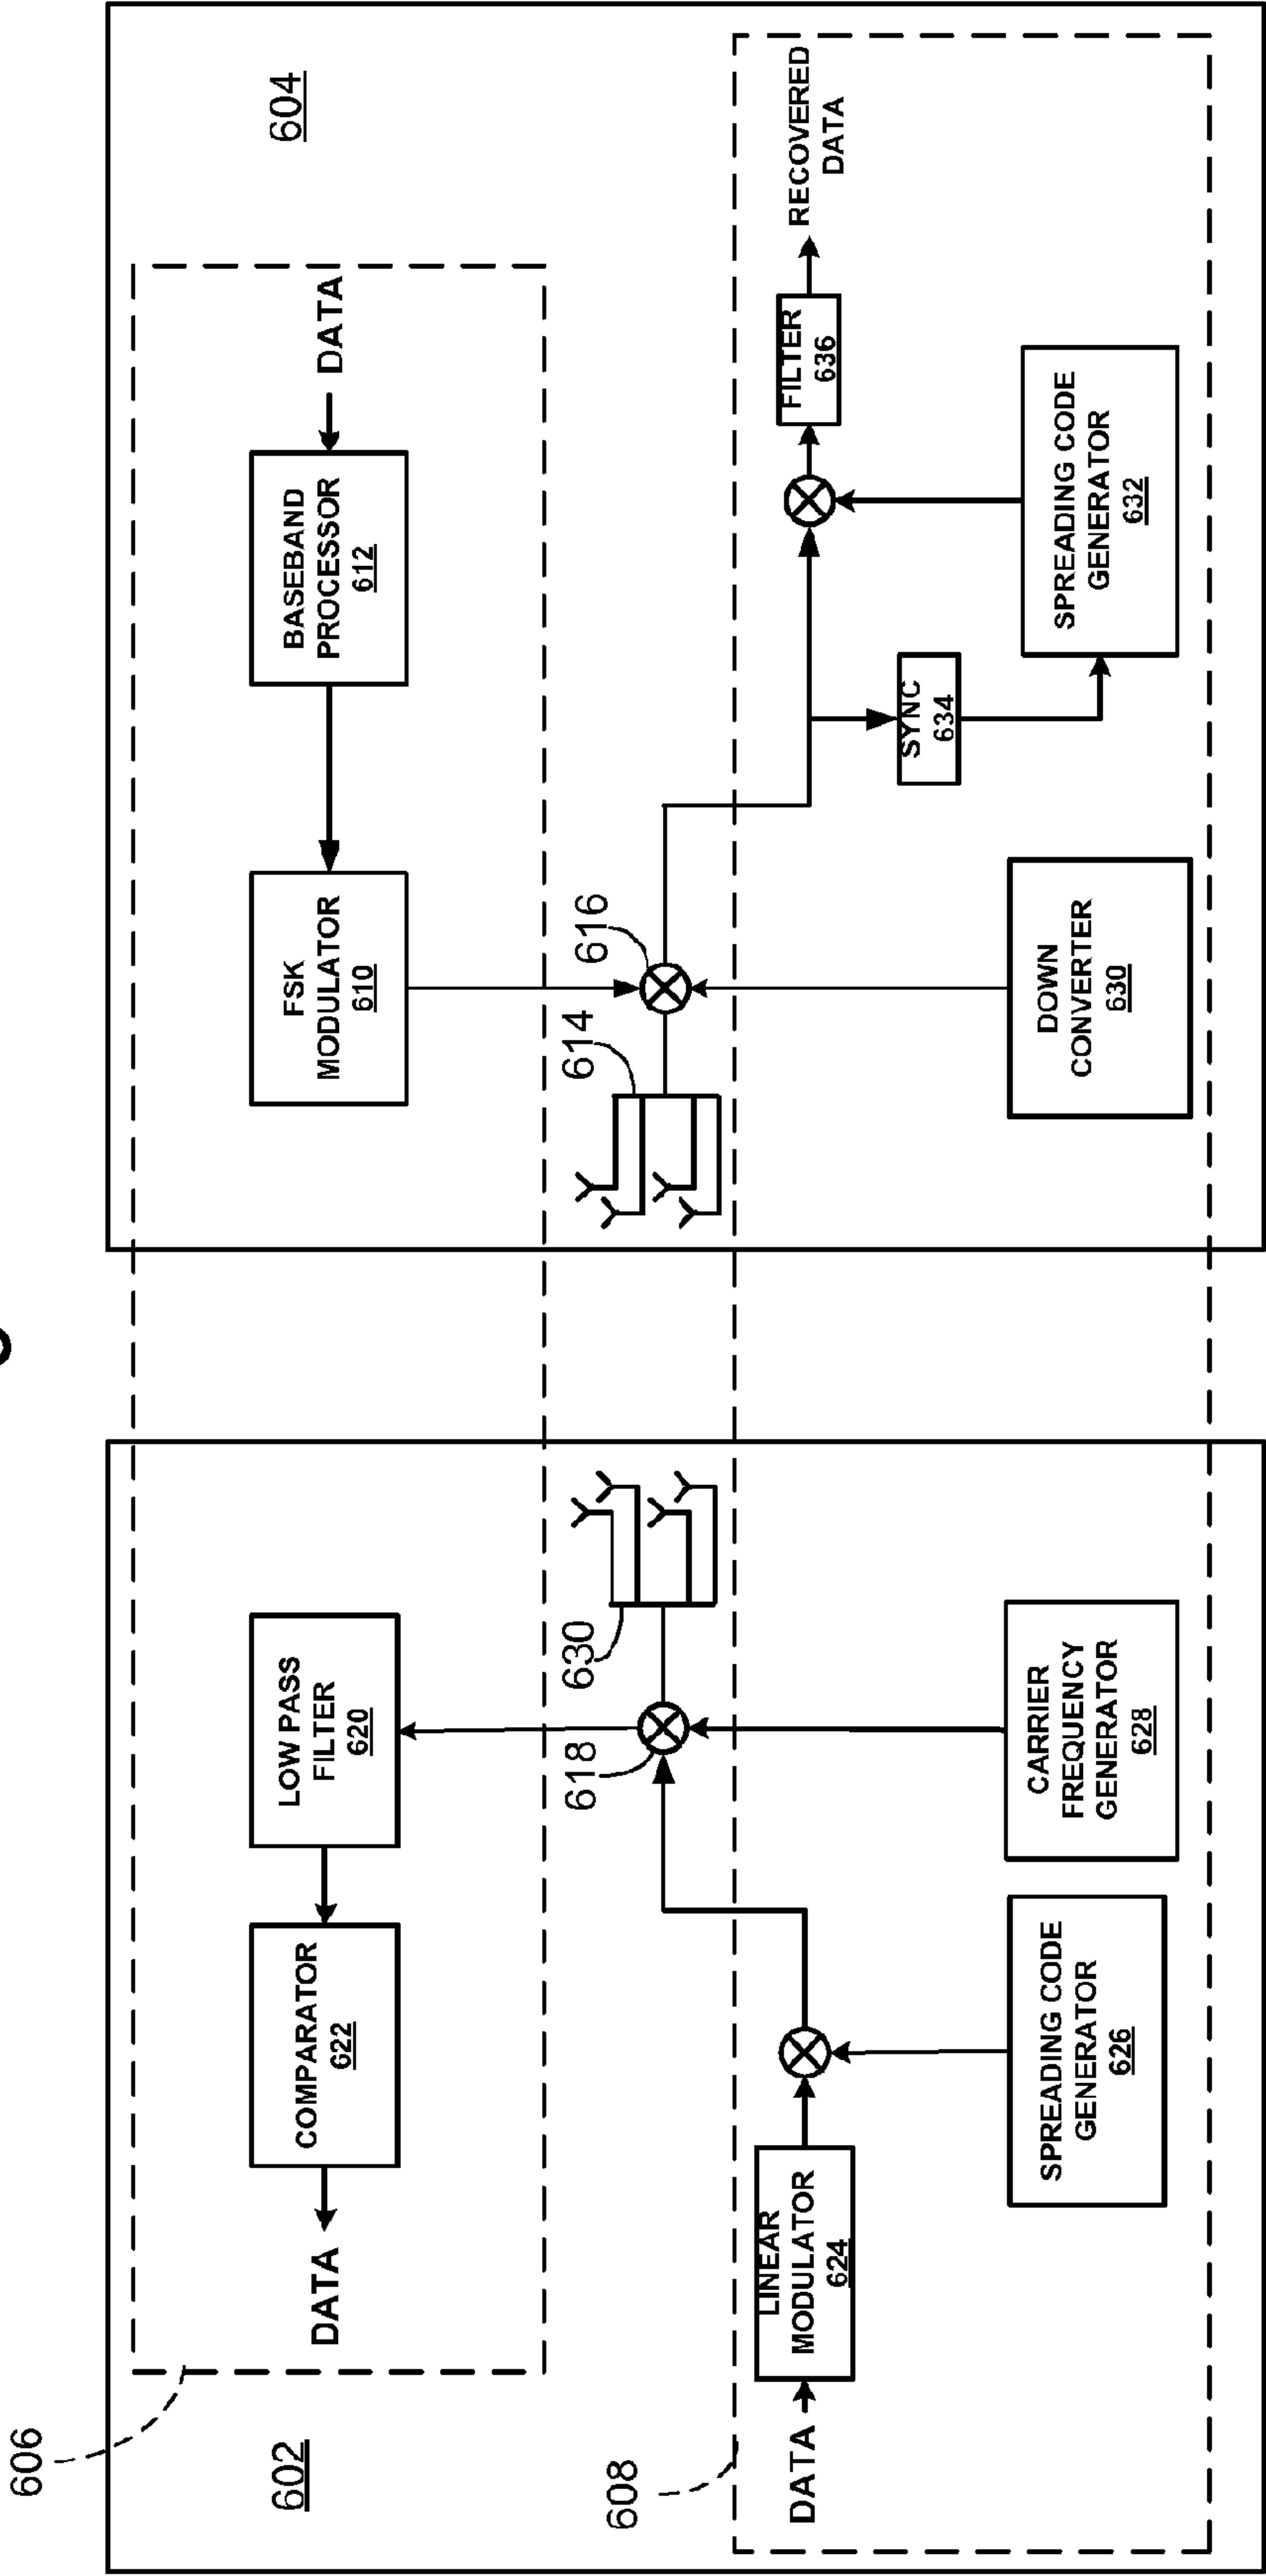 606
602
DATA
COMPARATOR
622
LOW PASS
FILTER
620
608
618
630
DATA
LINEAR
MODULATOR
624
SPREADING CODE
GENERATOR
626
CARRIER
FREQUENCY
GENERATOR
628
604
FSK
MODULATOR
610
BASEBAND
PROCESSOR
612
DATA
614
616
SYNC
634
FILTER
636
RECOVERED
DATA
DOWN
CONVERTER
630
SPREADING CODE
GENERATOR
632